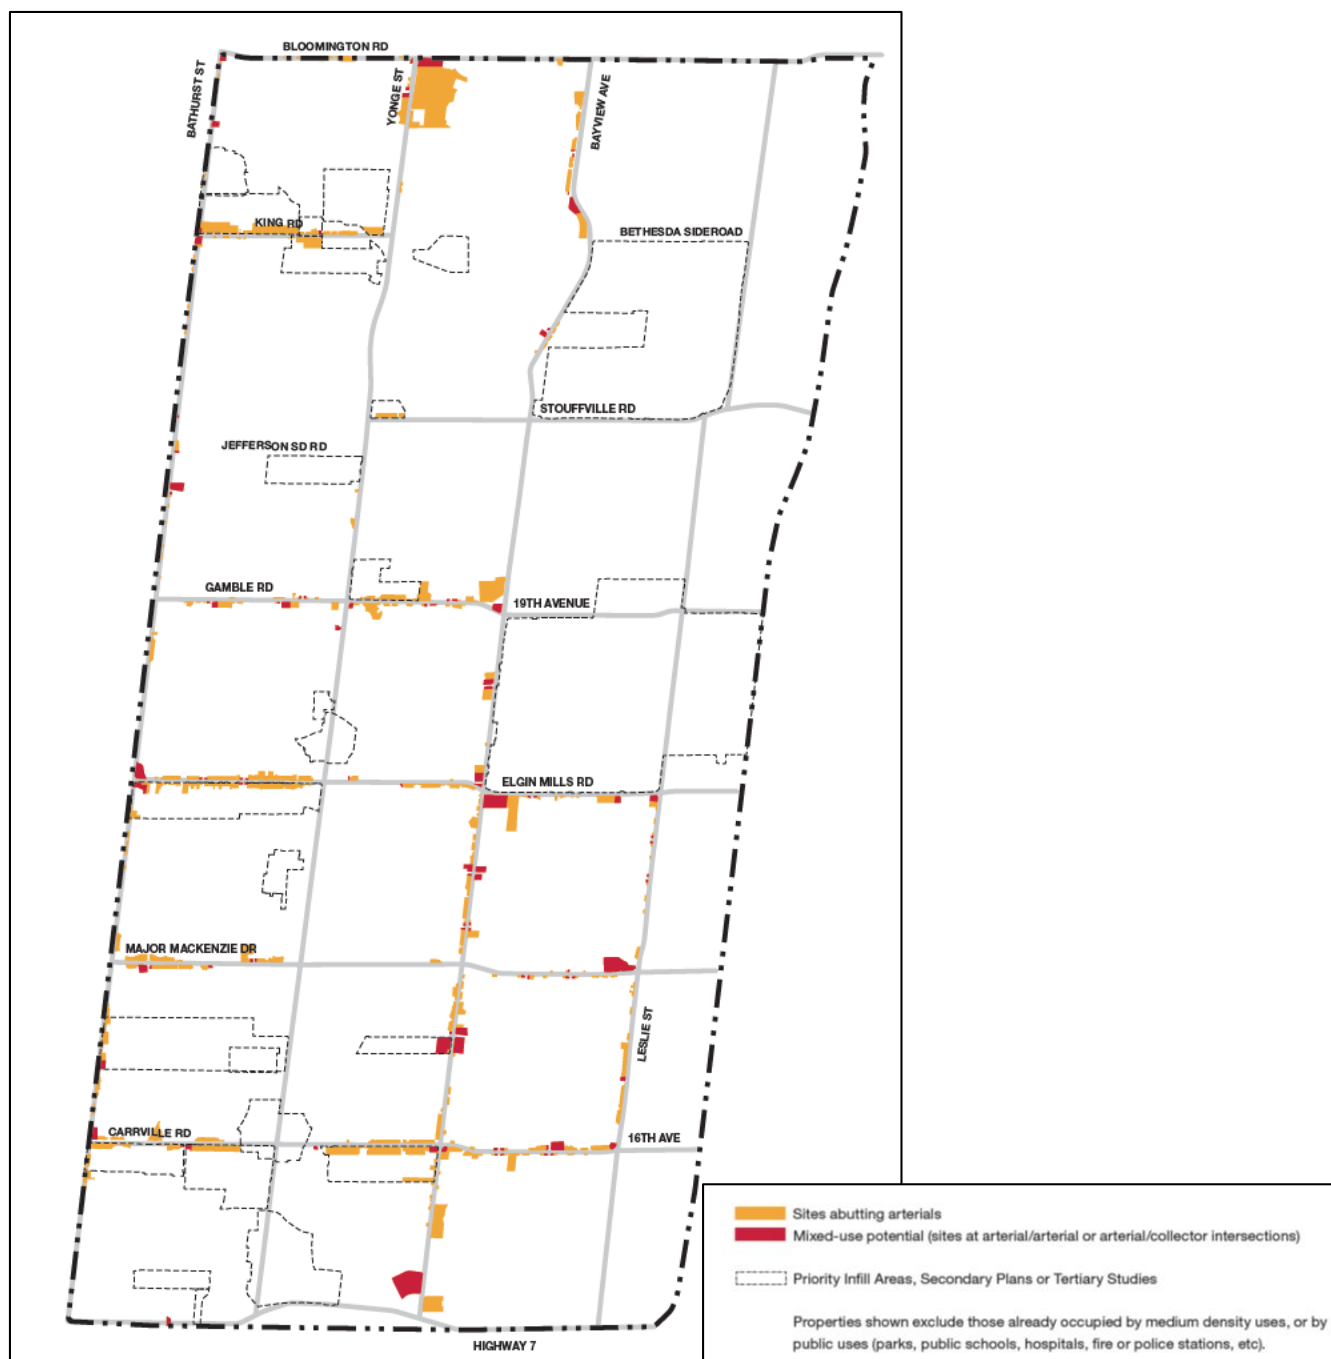 BLOOMINGTON RD
BATHURST ST
YONGE ST
BAYVIEW AVE
KING RD
BETHESDA SIDEROAD
STOUFFVILLE RD
JEFFERSON SD RD
GAMBLE RD
19TH AVENUE
ELGIN MILLS RD
MAJOR MACKENZIE DR
LESLIE ST
CARRVILLE RD
16TH AVE
HIGHWAY 7
Sites abutting arterials
Mixed-use potential (sites at arterial/arterial or arterial/collector intersections)
Priority Infill Areas, Secondary Plans or Tertiary Studies
Properties shown exclude those already occupied by medium density uses, or by
public uses (parks, public schools, hospitals, fire or police stations, etc).